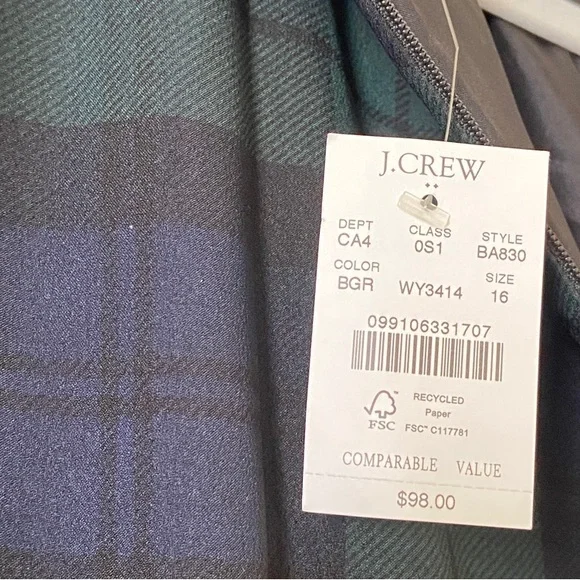 J.CREW
DEPT CLASS STYLE
CA4 0S1 BA830
COLOR SIZE
BGR WY3414 16
099106331707
RECYCLED
Paper
FSC FSC™ C117781
COMPARABLE VALUE
$98.00